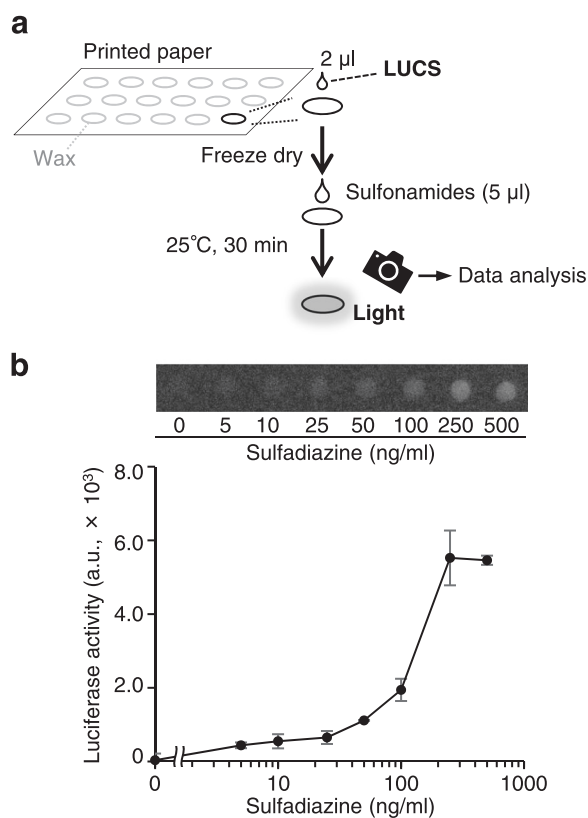 a
Printed paper
2 µl
LUCS
Wax
Freeze dry
Sulfonamides (5 µl)
25°C, 30 min
Data analysis
Light
b
0 5 10 25 50 100 250 500
Sulfadiazine (ng/ml)
Luciferase activity (a.u., × 10³)
8.0
6.0
4.0
2.0
0
0 10 100 1000
Sulfadiazine (ng/ml)